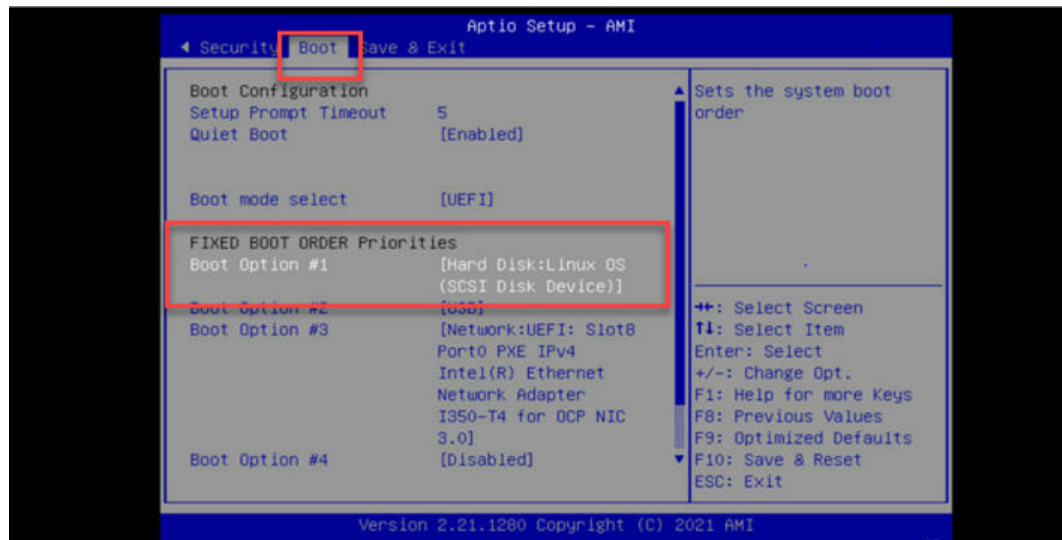 Aptio Setup – AMI
Security Boot Save & Exit
Boot Configuration
Setup Prompt Timeout 5
Quiet Boot [Enabled]
Boot mode select [UEFI]
FIXED BOOT ORDER Priorities
Boot Option #1 [Hard Disk:Linux OS
(SCSI Disk Device)]
Boot Option #2 [USB]
Boot Option #3 [Network:UEFI: Slot8
Port0 PXE IPv4
Intel(R) Ethernet
Network Adapter
I350-T4 for OCP NIC
3.0]
Boot Option #4 [Disabled]
Sets the system boot
order
→←: Select Screen
↑↓: Select Item
Enter: Select
+/-: Change Opt.
F1: Help for more Keys
F8: Previous Values
F9: Optimized Defaults
F10: Save & Reset
ESC: Exit
Version 2.21.1280 Copyright (C) 2021 AMI